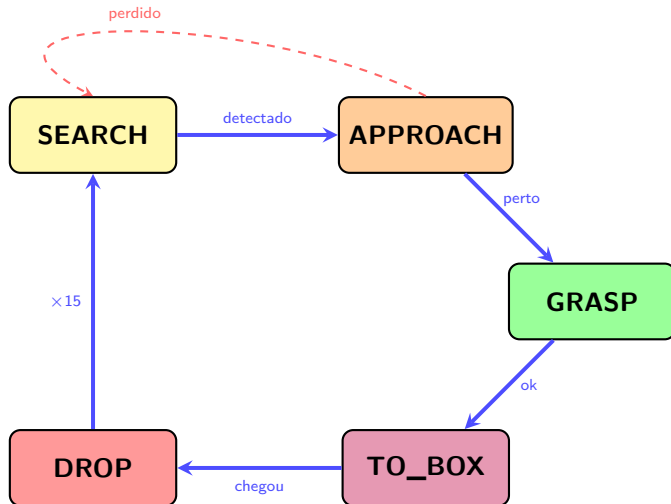 perdido
SEARCH
detectado
APPROACH
perto
GRASP
×15
ok
DROP
chegou
TO_BOX